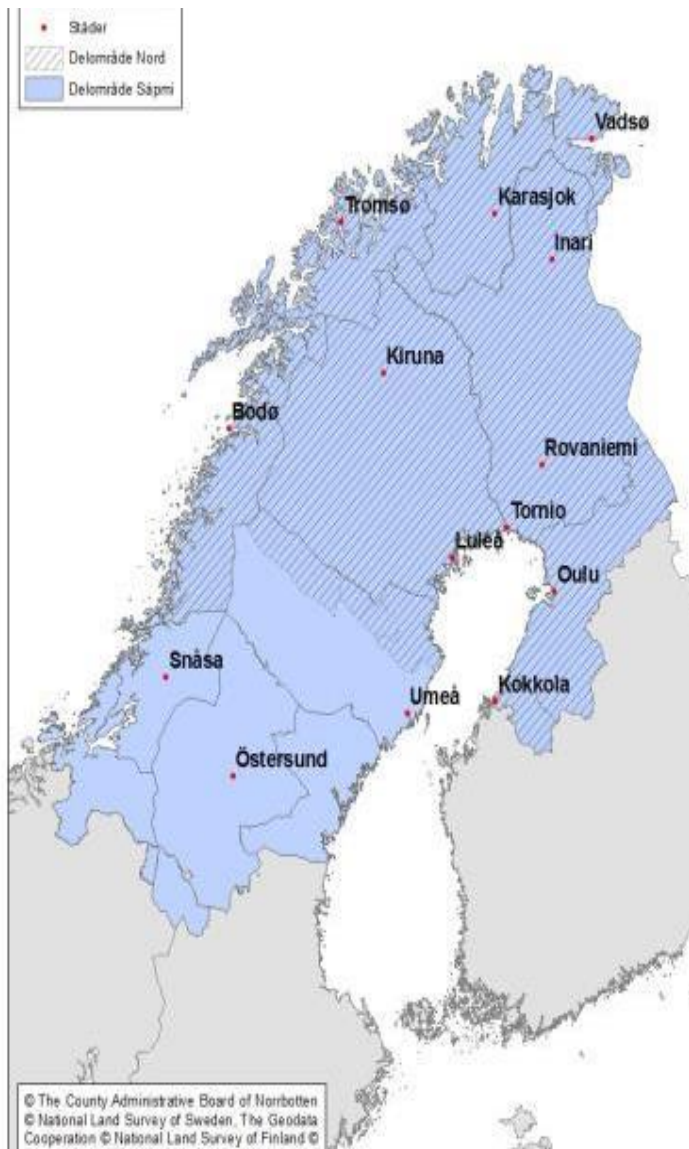 Städer
Delområde Nord
Delområde Sápmi
Vadsø
Karasjok
Tromsø
Inari
Kiruna
Bodø
Rovaniemi
Tornio
Luleå
Oulu
Snåsa
Kokkola
Umeå
Östersund
© The County Administrative Board of Norrbotten
© National Land Survey of Sweden, The Geodata
Cooperation © National Land Survey of Finland ©